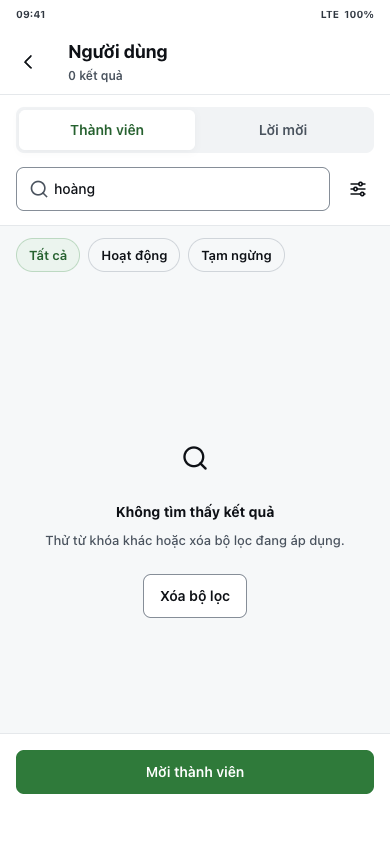 09:41 LTE 100%
Người dùng
0 kết quả
Thành viên Lời mời
hoàng
Tất cả Hoạt động Tạm ngừng
Không tìm thấy kết quả
Thử từ khóa khác hoặc xóa bộ lọc đang áp dụng.
Xóa bộ lọc
Mời thành viên